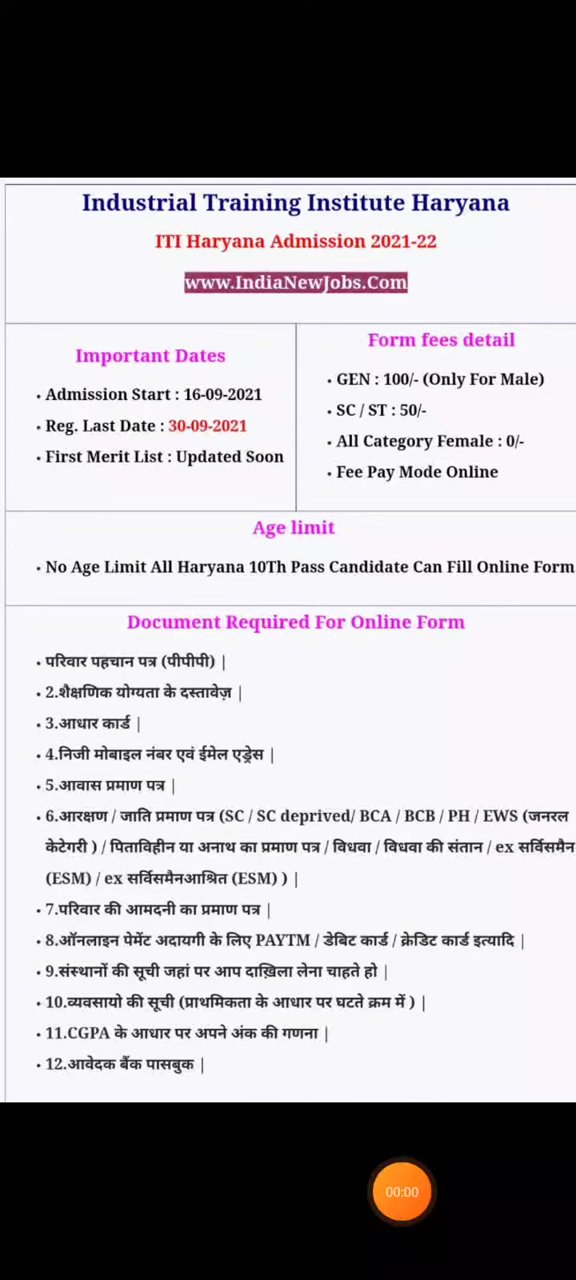 Industrial Training Institute Haryana
ITI Haryana Admission 2021-22
www.IndianNewJobs.Com
Important Dates
• Admission Start : 16-09-2021
• Reg. Last Date : 30-09-2021
• First Merit List : Updated Soon
Form fees detail
• GEN : 100/- (Only For Male)
• SC / ST : 50/-
• All Category Female : 0/-
• Fee Pay Mode Online
Age limit
• No Age Limit All Haryana 10Th Pass Candidate Can Fill Online Form
Document Required For Online Form
• परिवार पहचान पत्र (पीपीपी) |
• 2.शैक्षणिक योग्यता के दस्तावेज़ |
• 3.आधार कार्ड |
• 4.निजी मोबाइल नंबर एवं ईमेल एड्रेस |
• 5.आवास प्रमाण पत्र |
• 6.आरक्षण / जाति प्रमाण पत्र (SC / SC deprived/ BCA / BCB / PH / EWS (जनरल
केटेगरी ) / पिताविहीन या अनाथ का प्रमाण पत्र / विधवा / विधवा की संतान / ex सर्विसमैन
(ESM) / ex सर्विसमैनआश्रित (ESM) ) |
• 7.परिवार की आमदनी का प्रमाण पत्र |
• 8.ऑनलाइन पेमेंट अदायगी के लिए PAYTM / डेबिट कार्ड / क्रेडिट कार्ड इत्यादि |
• 9.संस्थानों की सूची जहां पर आप दाख़िला लेना चाहते हो |
• 10.व्यवसायो की सूची (प्राथमिकता के आधार पर घटते क्रम में ) |
• 11.CGPA के आधार पर अपने अंक की गणना |
• 12.आवेदक बैंक पासबुक |
00:00